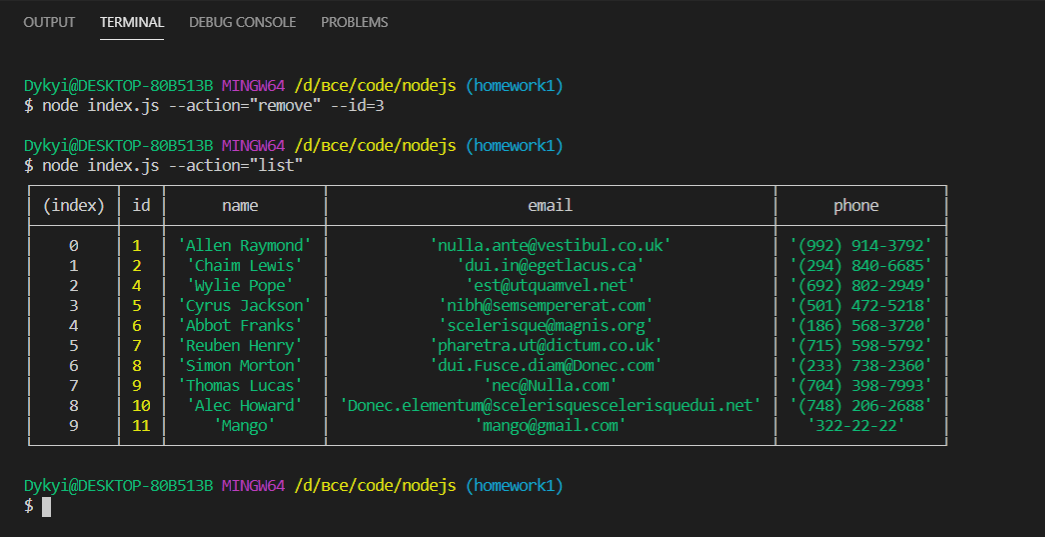 OUTPUT TERMINAL DEBUG CONSOLE PROBLEMS
Dykyi@DESKTOP-80B513B MINGW64 /d/все/code/nodejs (homework1)
$ node index.js --action="remove" --id=3
Dykyi@DESKTOP-80B513B MINGW64 /d/все/code/nodejs (homework1)
$ node index.js --action="list"
(index) id name email phone
0 1 'Allen Raymond' 'nulla.ante@vestibul.co.uk' '(992) 914-3792'
1 2 'Chaim Lewis' 'dui.in@egetlacus.ca' '(294) 840-6685'
2 4 'Wylie Pope' 'est@utquamvel.net' '(692) 802-2949'
3 5 'Cyrus Jackson' 'nibh@semsempererat.com' '(501) 472-5218'
4 6 'Abbot Franks' 'scelerisque@magnis.org' '(186) 568-3720'
5 7 'Reuben Henry' 'pharetra.ut@dictum.co.uk' '(715) 598-5792'
6 8 'Simon Morton' 'dui.Fusce.diam@Donec.com' '(233) 738-2360'
7 9 'Thomas Lucas' 'nec@Nulla.com' '(704) 398-7993'
8 10 'Alec Howard' 'Donec.elementum@scelerisquescelerisquedui.net' '(748) 206-2688'
9 11 'Mango' 'mango@gmail.com' '322-22-22'
Dykyi@DESKTOP-80B513B MINGW64 /d/все/code/nodejs (homework1)
$